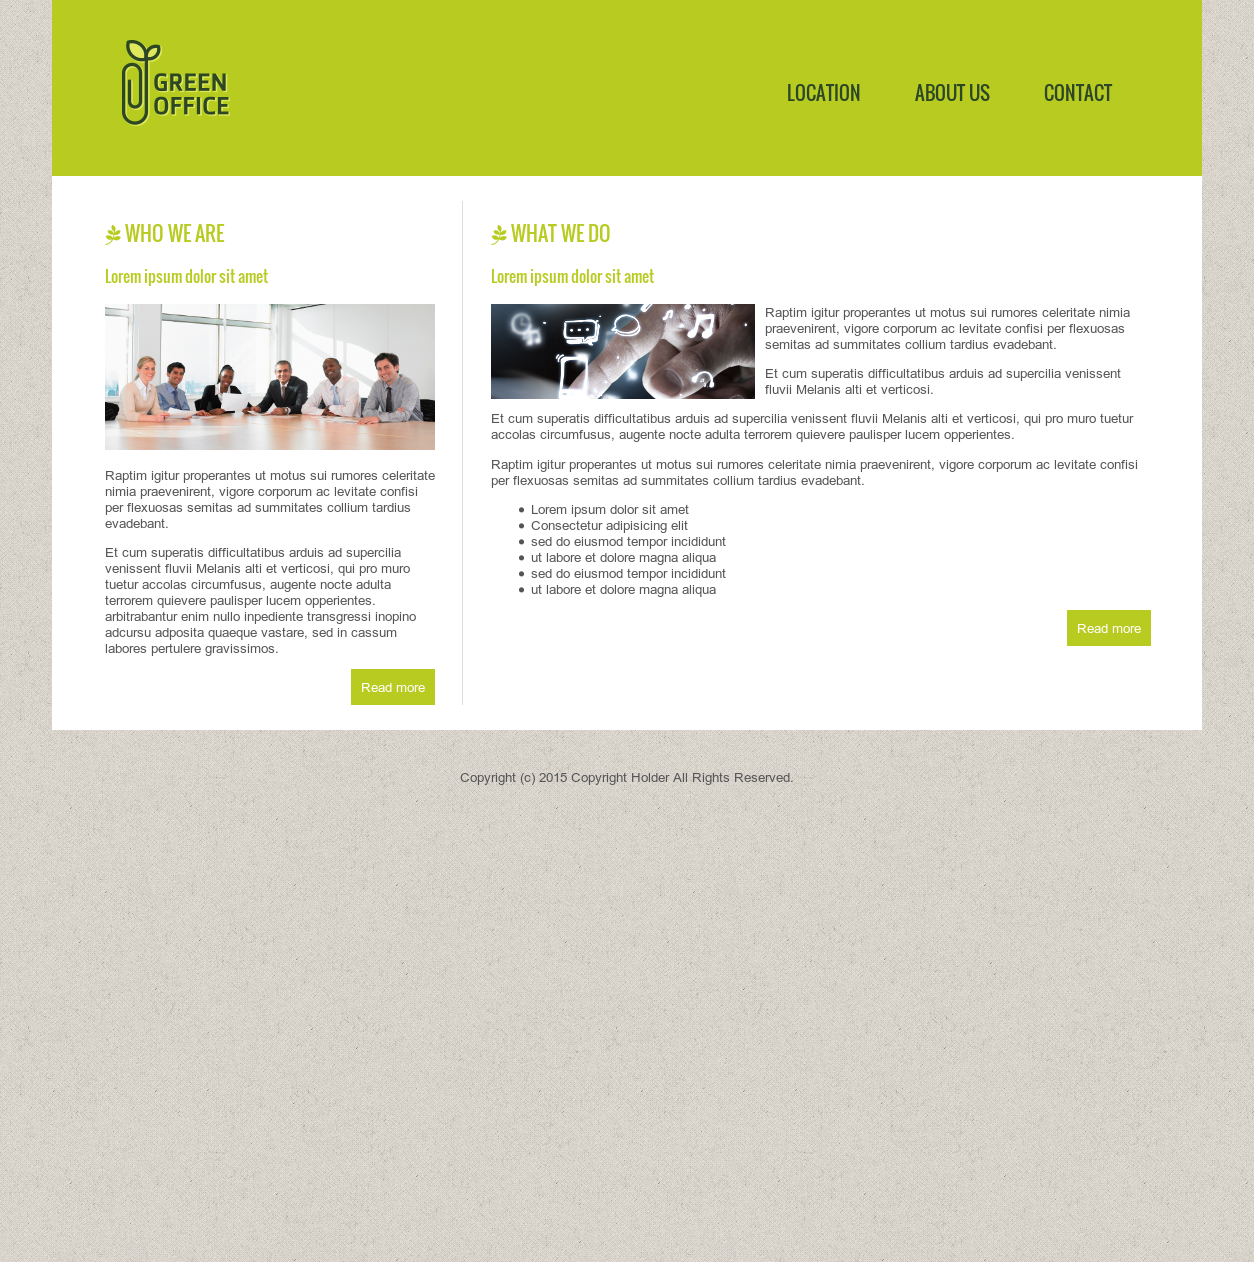 GREEN
OFFICE
LOCATION
ABOUT US
CONTACT
WHO WE ARE
Lorem ipsum dolor sit amet
Raptim igitur properantes ut motus sui rumores celeritate
nimia praevenirent, vigore corporum ac levitate confisi
per flexuosas semitas ad summitates collium tardius
evadebant.
Et cum superatis difficultatibus arduis ad supercilia
venissent fluvii Melanis alti et verticosi, qui pro muro
tuetur accolas circumfusus, augente nocte adulta
terrorem quievere paulisper lucem opperientes.
arbitrabantur enim nullo inpediente transgressi inopino
adcursu adposita quaeque vastare, sed in cassum
labores pertulere gravissimos.
Read more
WHAT WE DO
Lorem ipsum dolor sit amet
Raptim igitur properantes ut motus sui rumores celeritate nimia
praevenirent, vigore corporum ac levitate confisi per flexuosas
semitas ad summitates collium tardius evadebant.
Et cum superatis difficultatibus arduis ad supercilia venissent
fluvii Melanis alti et verticosi.
Et cum superatis difficultatibus arduis ad supercilia venissent fluvii Melanis alti et verticosi, qui pro muro tuetur
accolas circumfusus, augente nocte adulta terrorem quievere paulisper lucem opperientes.
Raptim igitur properantes ut motus sui rumores celeritate nimia praevenirent, vigore corporum ac levitate confisi
per flexuosas semitas ad summitates collium tardius evadebant.
Lorem ipsum dolor sit amet
Consectetur adipisicing elit
sed do eiusmod tempor incididunt
ut labore et dolore magna aliqua
sed do eiusmod tempor incididunt
ut labore et dolore magna aliqua
Read more
Copyright (c) 2015 Copyright Holder All Rights Reserved.